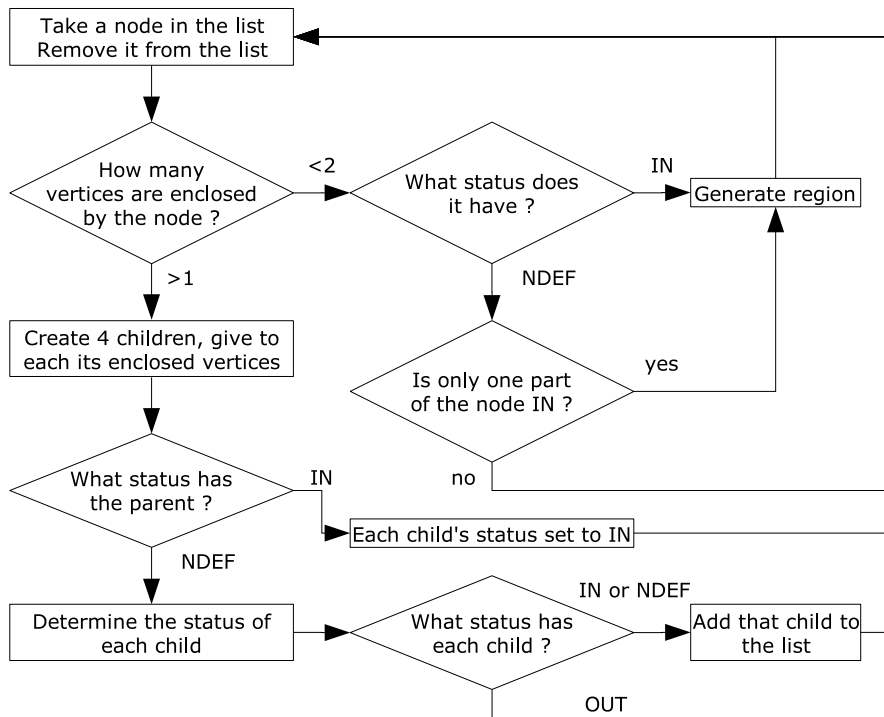 Take a node in the list
Remove it from the list
How many
vertices are enclosed
by the node ?
<2
What status does
it have ?
IN
Generate region
>1
NDEF
Create 4 children, give to
each its enclosed vertices
Is only one part
of the node IN ?
yes
no
What status has
the parent ?
IN
Each child's status set to IN
NDEF
Determine the status of
each child
What status has
each child ?
IN or NDEF
Add that child to
the list
OUT